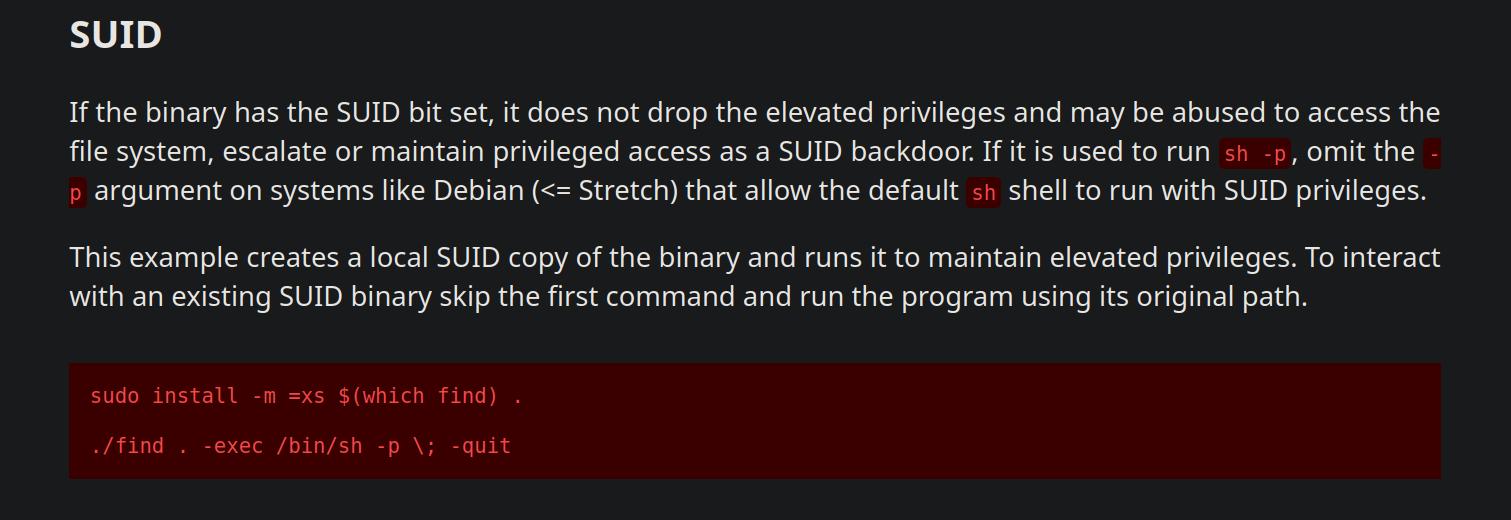 SUID
If the binary has the SUID bit set, it does not drop the elevated privileges and may be abused to access the
file system, escalate or maintain privileged access as a SUID backdoor. If it is used to run sh -p, omit the -
p argument on systems like Debian (<= Stretch) that allow the default sh shell to run with SUID privileges.
This example creates a local SUID copy of the binary and runs it to maintain elevated privileges. To interact
with an existing SUID binary skip the first command and run the program using its original path.
sudo install -m =xs $(which find) .
./find . -exec /bin/sh -p \; -quit